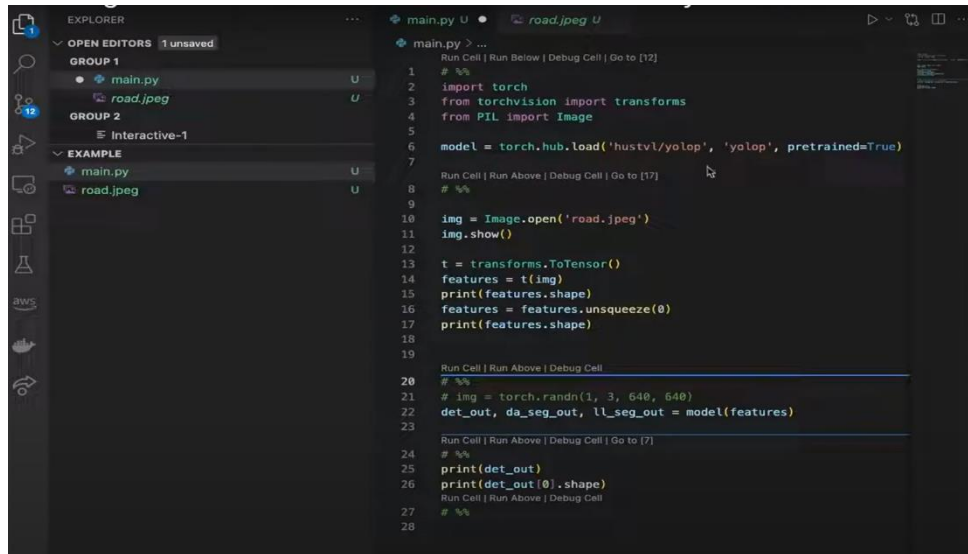 EXPLORER
OPEN EDITORS 1 unsaved
GROUP 1
main.py U
road.jpeg U
GROUP 2
Interactive-1
EXAMPLE
main.py U
road.jpeg U
1
12
aws
main.py U
road.jpeg U
main.py > ...
Run Cell | Run Below | Debug Cell | Go to [12]
1 # %%
2 import torch
3 from torchvision import transforms
4 from PIL import Image
5
6 model = torch.hub.load('hustvl/yolop', 'yolop', pretrained=True)
7
Run Cell | Run Above | Debug Cell | Go to [17]
8 # %%
9
10 img = Image.open('road.jpeg')
11 img.show()
12
13 t = transforms.ToTensor()
14 features = t(img)
15 print(features.shape)
16 features = features.unsqueeze(0)
17 print(features.shape)
18
19
Run Cell | Run Above | Debug Cell
20 # %%
21 # img = torch.randn(1, 3, 640, 640)
22 det_out, da_seg_out, ll_seg_out = model(features)
23
Run Cell | Run Above | Debug Cell | Go to [7]
24 # %%
25 print(det_out)
26 print(det_out[0].shape)
Run Cell | Run Above | Debug Cell
27 # %%
28